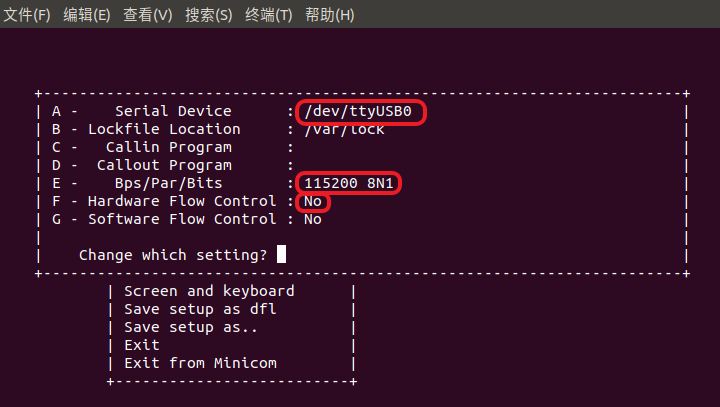 文件(F) 编辑(E) 查看(V) 搜索(S) 终端(T) 帮助(H)
A - Serial Device : /dev/ttyUSB0
B - Lockfile Location : /var/lock
C - Callin Program :
D - Callout Program :
E - Bps/Par/Bits : 115200 8N1
F - Hardware Flow Control : No
G - Software Flow Control : No
Change which setting?
Screen and keyboard
Save setup as dfl
Save setup as..
Exit
Exit from Minicom